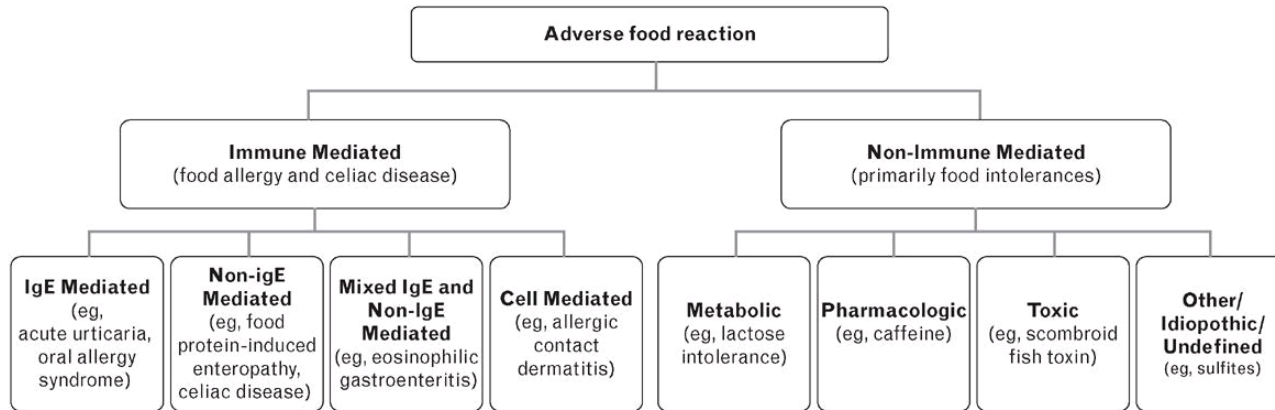 Adverse food reaction
Immune Mediated
(food allergy and celiac disease)
Non-Immune Mediated
(primarily food intolerances)
IgE Mediated
(eg,
acute urticaria,
oral allergy
syndrome)
Non-igE
Mediated
(eg, food
protein-induced
enteropathy,
celiac disease)
Mixed IgE and
Non-IgE
Mediated
(eg, eosinophilic
gastroenteritis)
Cell Mediated
(eg, allergic
contact
dermatitis)
Metabolic
(eg, lactose
intolerance)
Pharmacologic
(eg, caffeine)
Toxic
(eg, scombroid
fish toxin)
Other/
Idiopothic/
Undefined
(eg, sulfites)